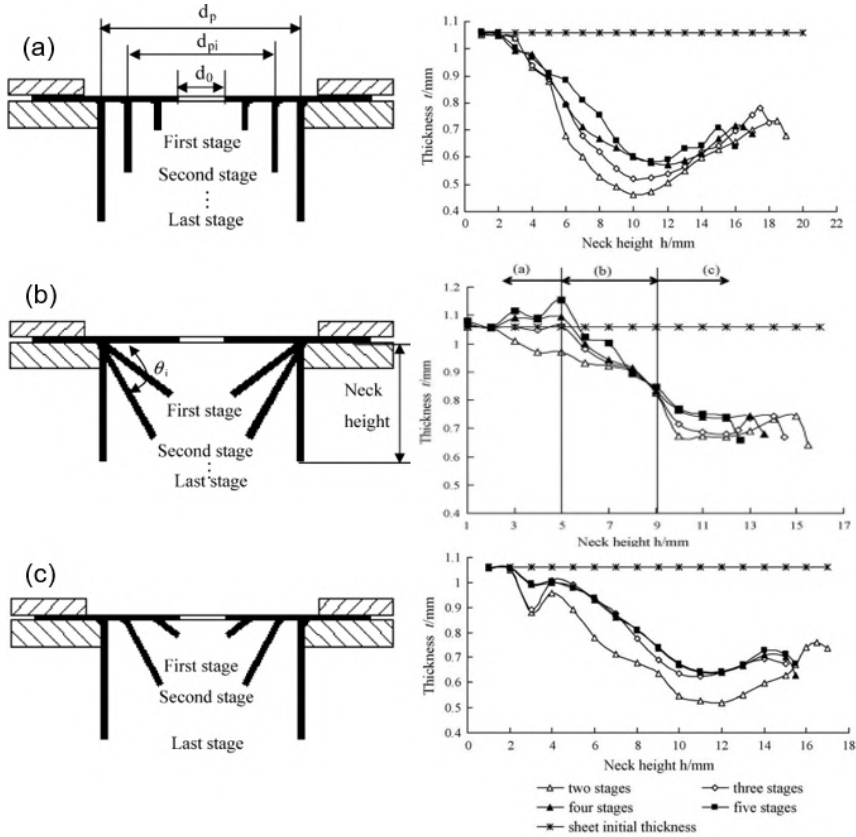 (a)
d_p
d_pi
d_0
First stage
Second stage
⋮
Last stage
Thickness t/mm
1.1
1
0.9
0.8
0.7
0.6
0.5
0.4
0 2 4 6 8 10 12 14 16 18 20 22
Neck height h/mm
(b)
θ_i
First stage
Second stage
⋮
Last stage
Neck
height
(a) (b) (c)
Thickness t/mm
1.2
1.1
1
0.9
0.8
0.7
0.6
0.5
1 3 5 7 9 11 13 15 17
Neck height h/mm
(c)
First stage
Second stage
Last stage
Thickness t/mm
1.1
1
0.9
0.8
0.7
0.6
0.5
0.4
0 2 4 6 8 10 12 14 16 18
Neck height h/mm
two stages three stages
four stages five stages
sheet initial thickness